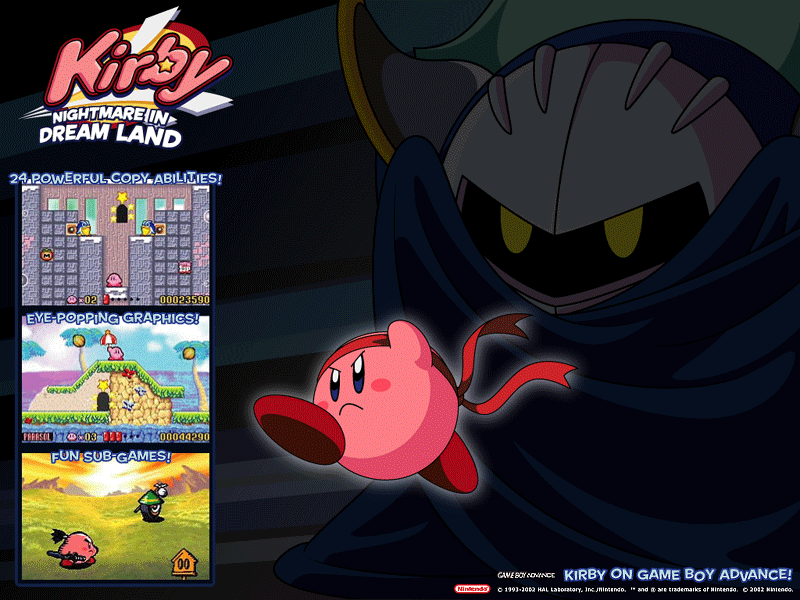 Kirby
NIGHTMARE IN
DREAM LAND
24 POWERFUL COPY ABILITIES!
02
00023590
EYE-POPPING GRAPHICS!
PARASOL
03
00044290
FUN SUB-GAMES!
00
GAME BOY ADVANCE KIRBY ON GAME BOY ADVANCE!
Nintendo © 1993-2002 HAL Laboratory, Inc./Nintendo. ™ and ® are trademarks of Nintendo. © 2002 Nintendo.